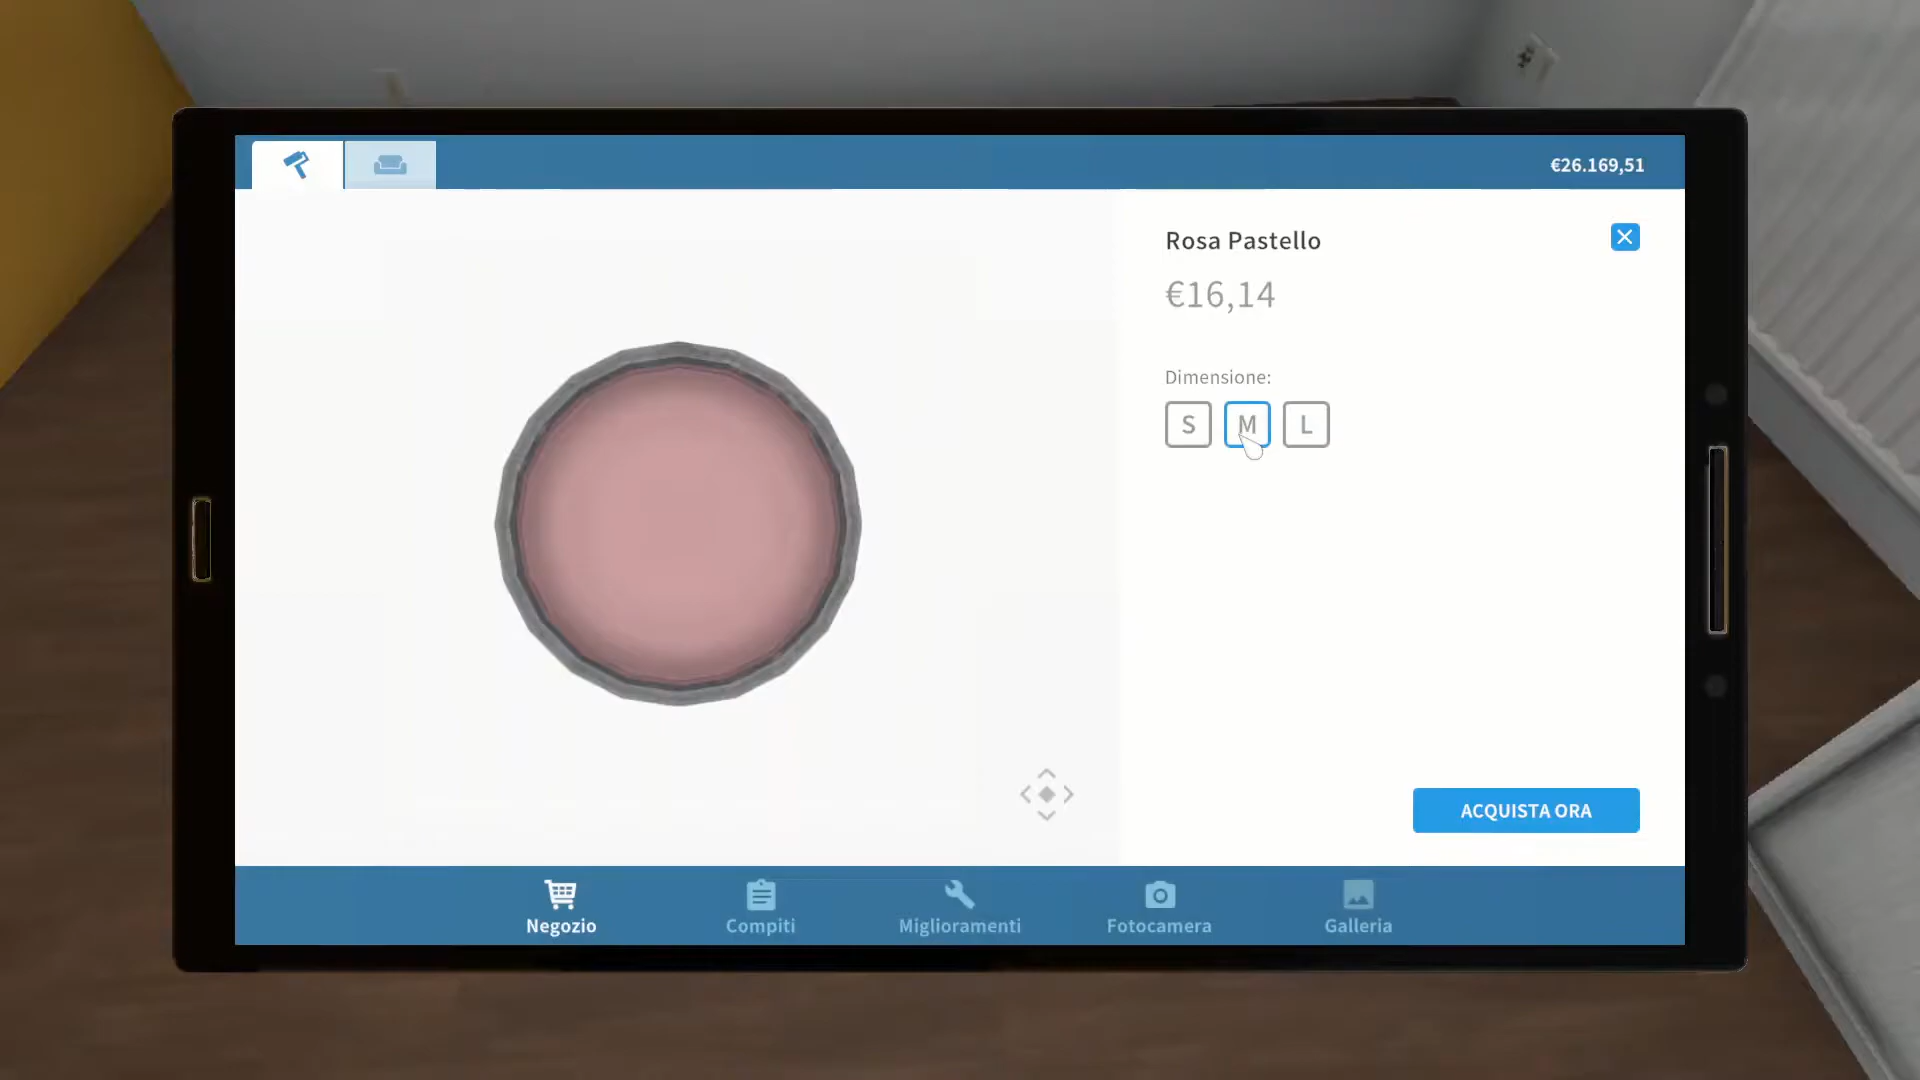 €26.169,51
Rosa Pastello
€16,14
Dimensione:
S M L
ACQUISTA ORA
Negozio Compiti Miglioramenti Fotocamera Galleria